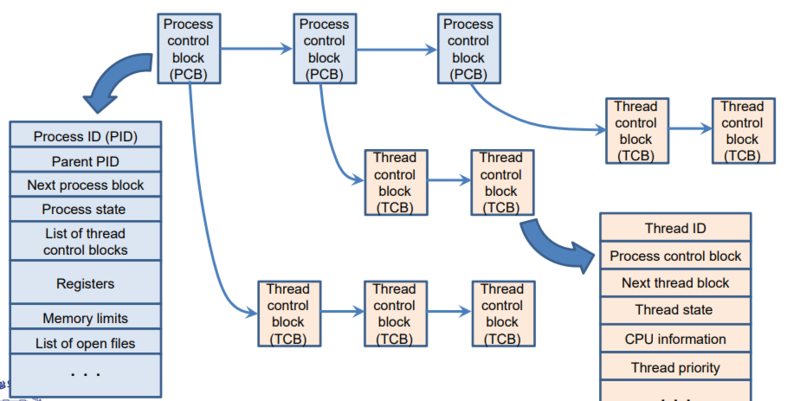 Process
control
block
(PCB)
Process
control
block
(PCB)
Process
control
block
(PCB)
Thread
control
block
(TCB)
Thread
control
block
(TCB)
Thread
control
block
(TCB)
Thread
control
block
(TCB)
Thread
control
block
(TCB)
Thread
control
block
(TCB)
Thread
control
block
(TCB)
Process ID (PID)
Parent PID
Next process block
Process state
List of thread
control blocks
Registers
Memory limits
List of open files
. . .
Thread ID
Process control block
Next thread block
Thread state
CPU information
Thread priority
. . .